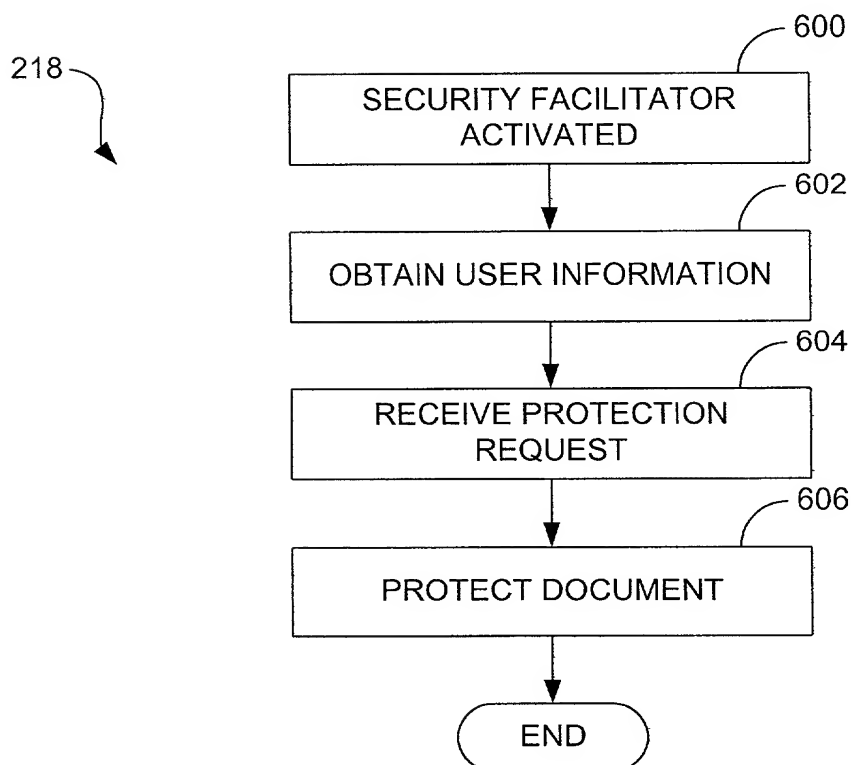 600
218
SECURITY FACILITATOR
ACTIVATED
602
OBTAIN USER INFORMATION
604
RECEIVE PROTECTION
REQUEST
606
PROTECT DOCUMENT
END